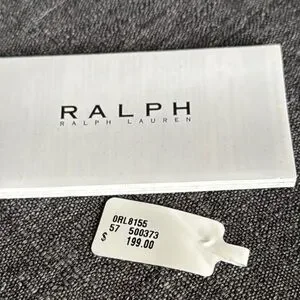 RALPH
RALPH LAUREN
0RL8155
57 500373
$ 199.00